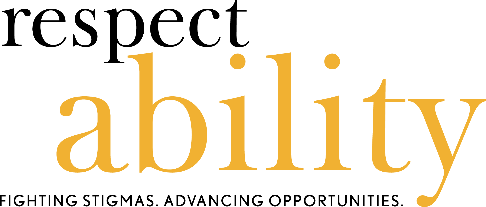 respect
ability
FIGHTING STIGMAS. ADVANCING OPPORTUNITIES.